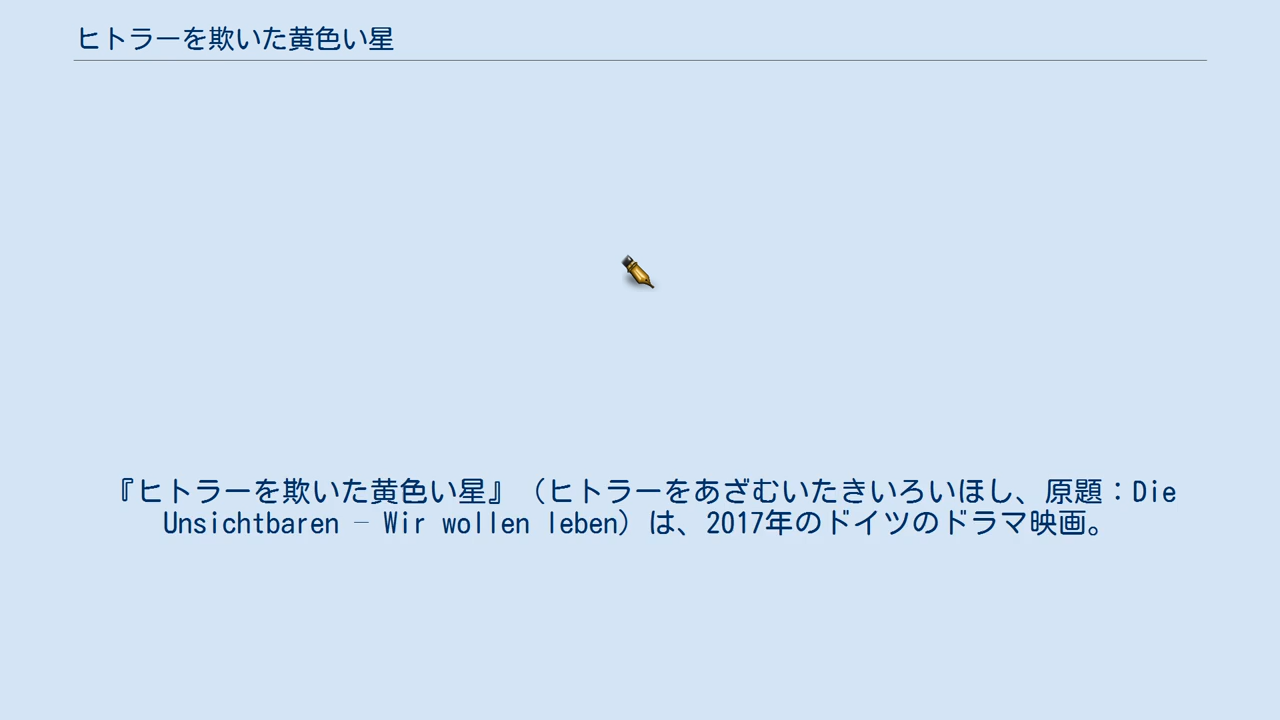 ヒトラーを欺いた黄色い星
『ヒトラーを欺いた黄色い星』（ヒトラーをあざむいたきいろいほし、原題：Die
Unsichtbaren – Wir wollen leben）は、2017年のドイツのドラマ映画。